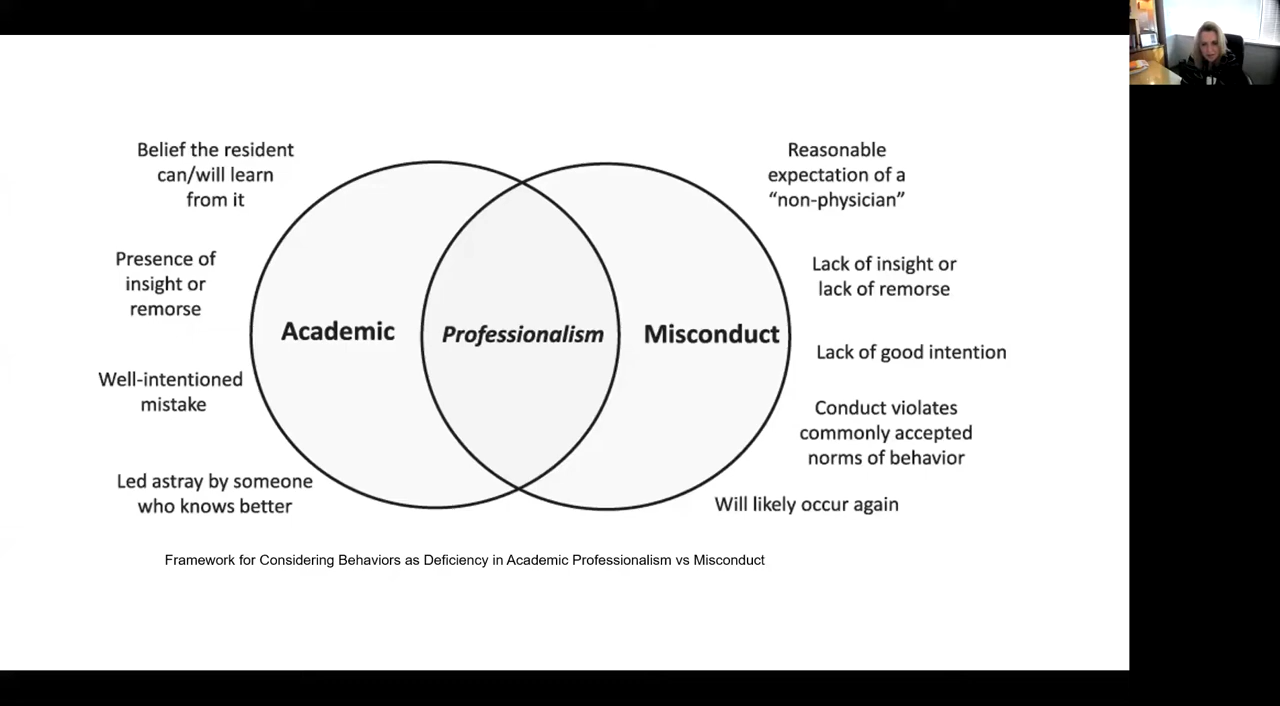 Belief the resident
can/will learn
from it
Presence of
insight or
remorse
Well-intentioned
mistake
Led astray by someone
who knows better
Academic
Professionalism
Misconduct
Reasonable
expectation of a
“non-physician”
Lack of insight or
lack of remorse
Lack of good intention
Conduct violates
commonly accepted
norms of behavior
Will likely occur again
Framework for Considering Behaviors as Deficiency in Academic Professionalism vs Misconduct